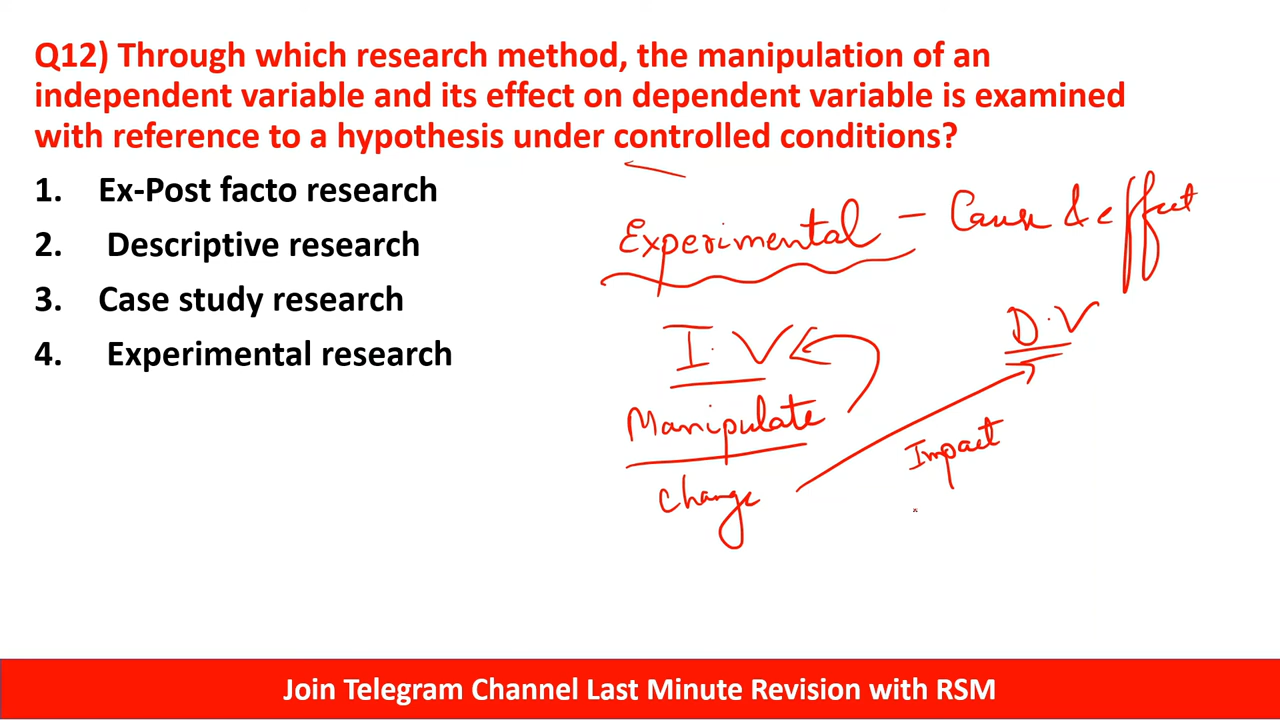 Q12) Through which research method, the manipulation of an
independent variable and its effect on dependent variable is examined
with reference to a hypothesis under controlled conditions?
1. Ex-Post facto research
2. Descriptive research
3. Case study research
4. Experimental research
Experimental - Cause & effect
I.V
D.V
Manipulate
Impact
Change
Join Telegram Channel Last Minute Revision with RSM